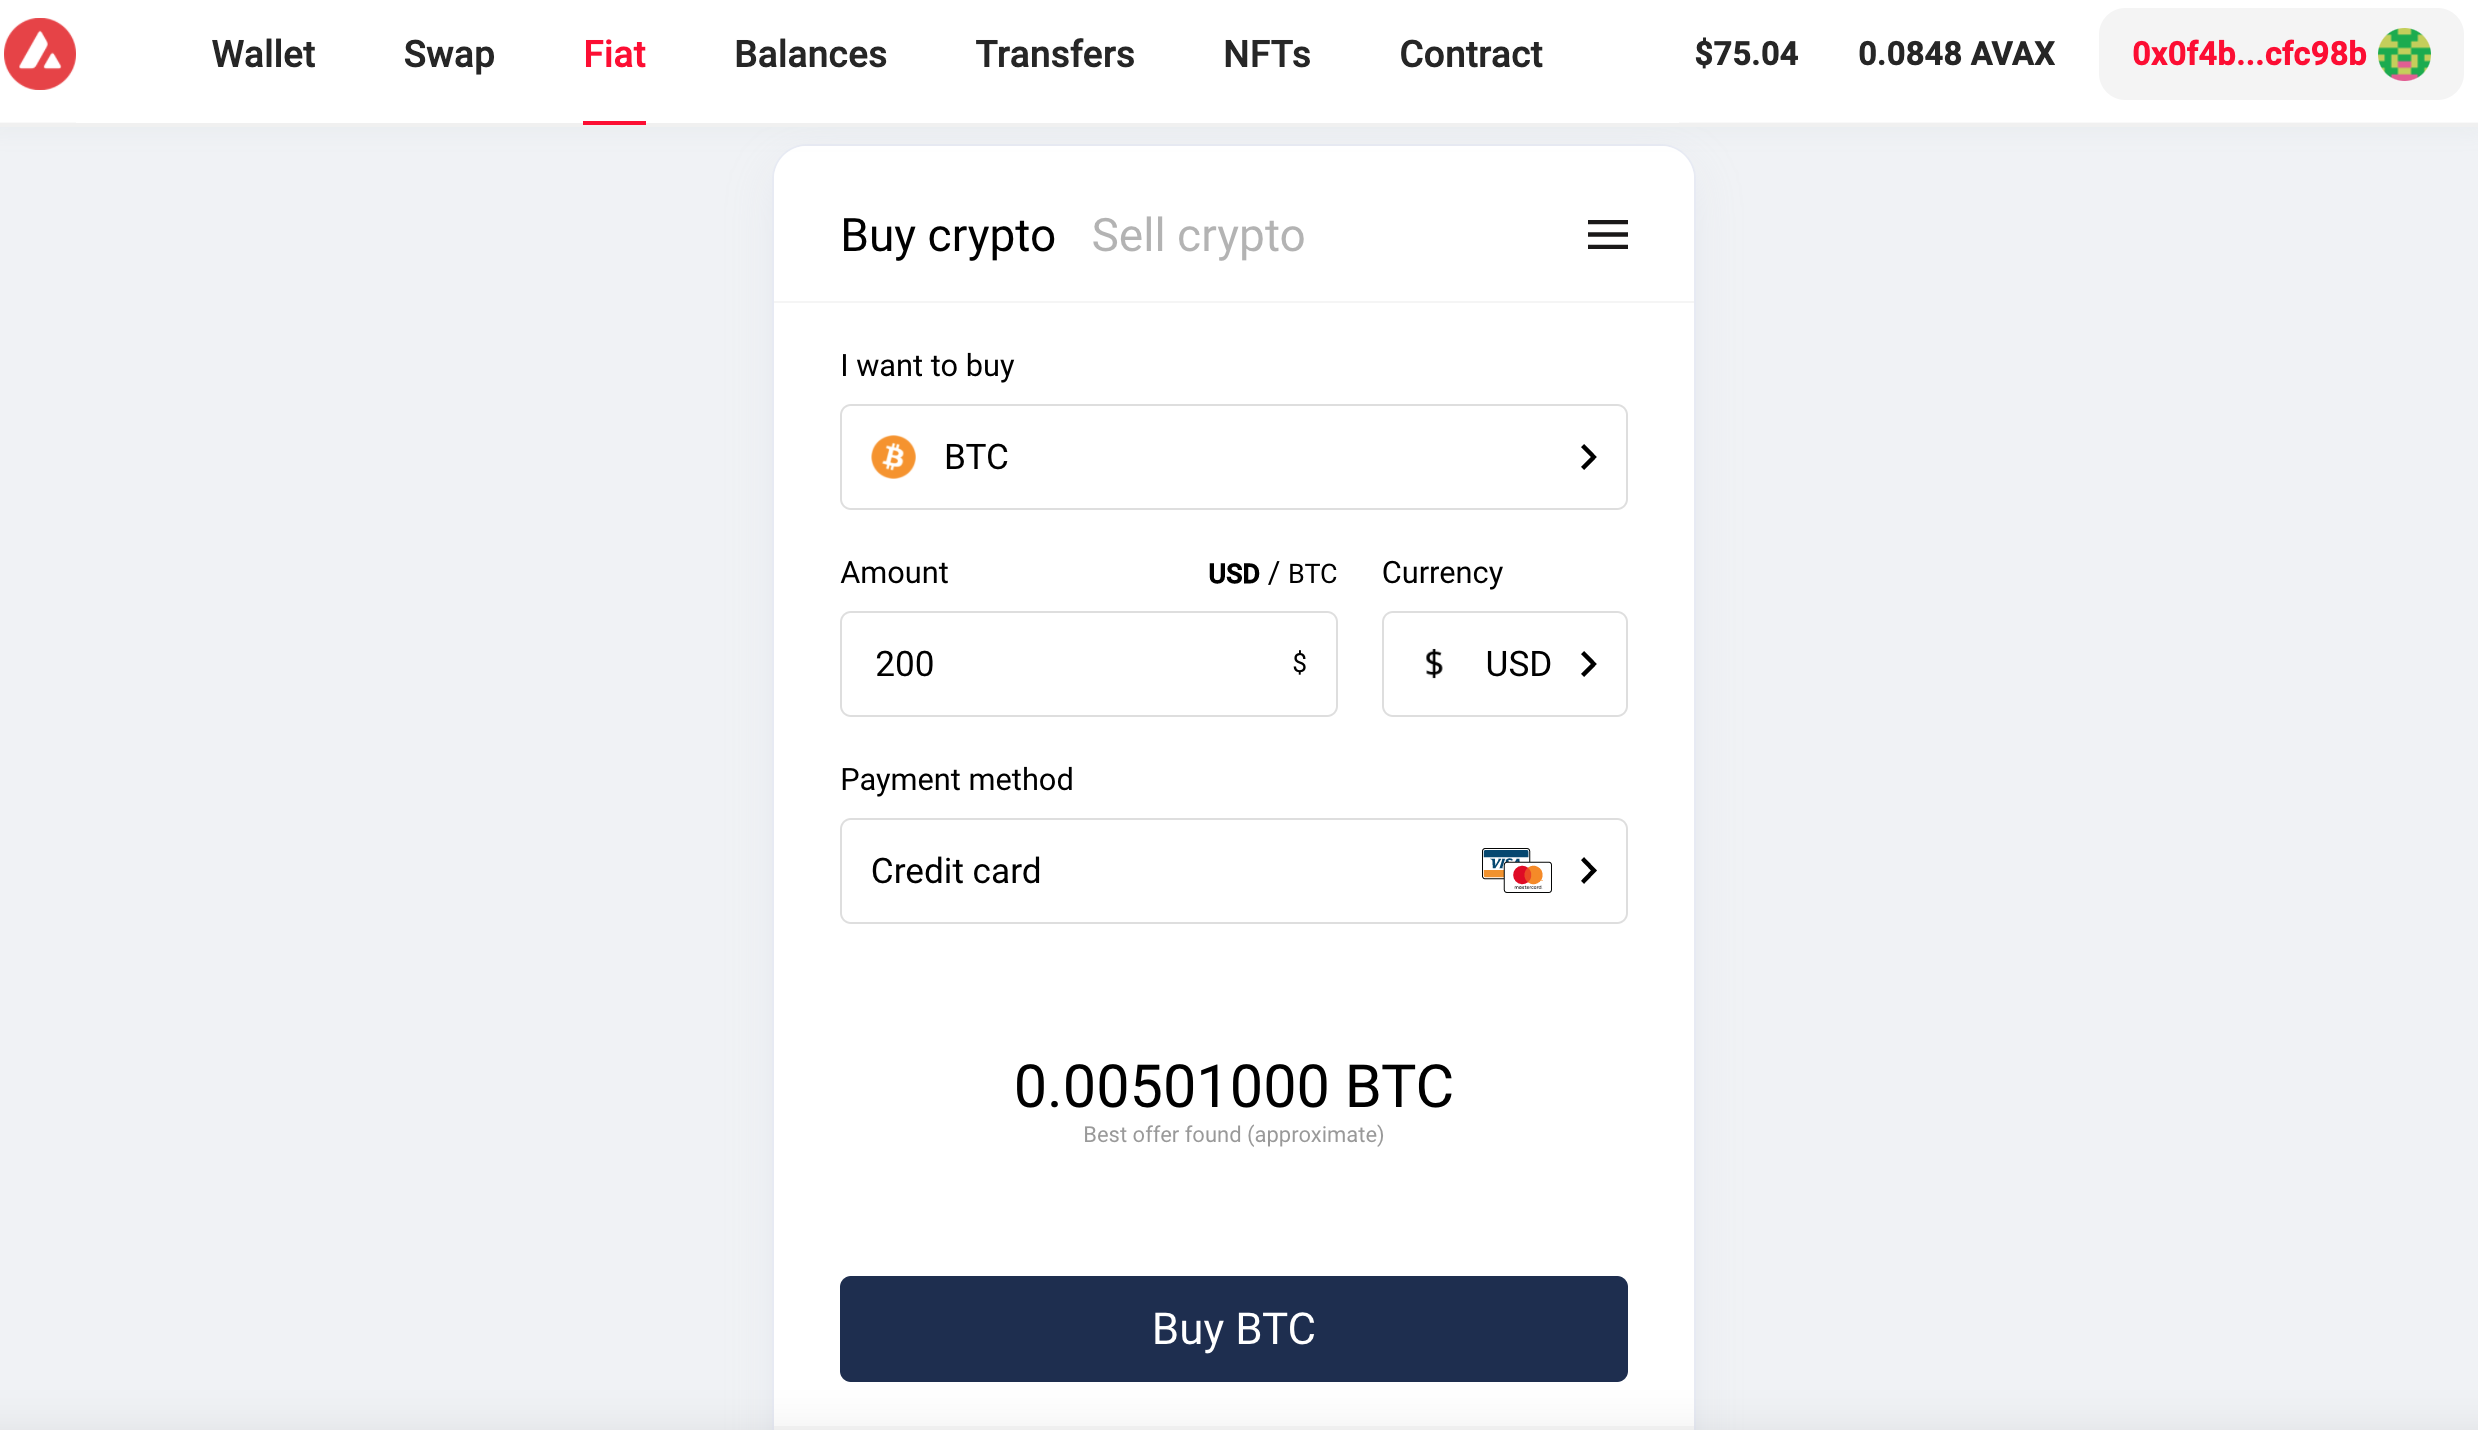 Wallet Swap Fiat Balances Transfers NFTs Contract $75.04 0.0848 AVAX 0x0f4b...cfc98b
Buy crypto Sell crypto
I want to buy
BTC
Amount USD / BTC Currency
200 $ $ USD
Payment method
Credit card VISA mastercard
0.00501000 BTC
Best offer found (approximate)
Buy BTC